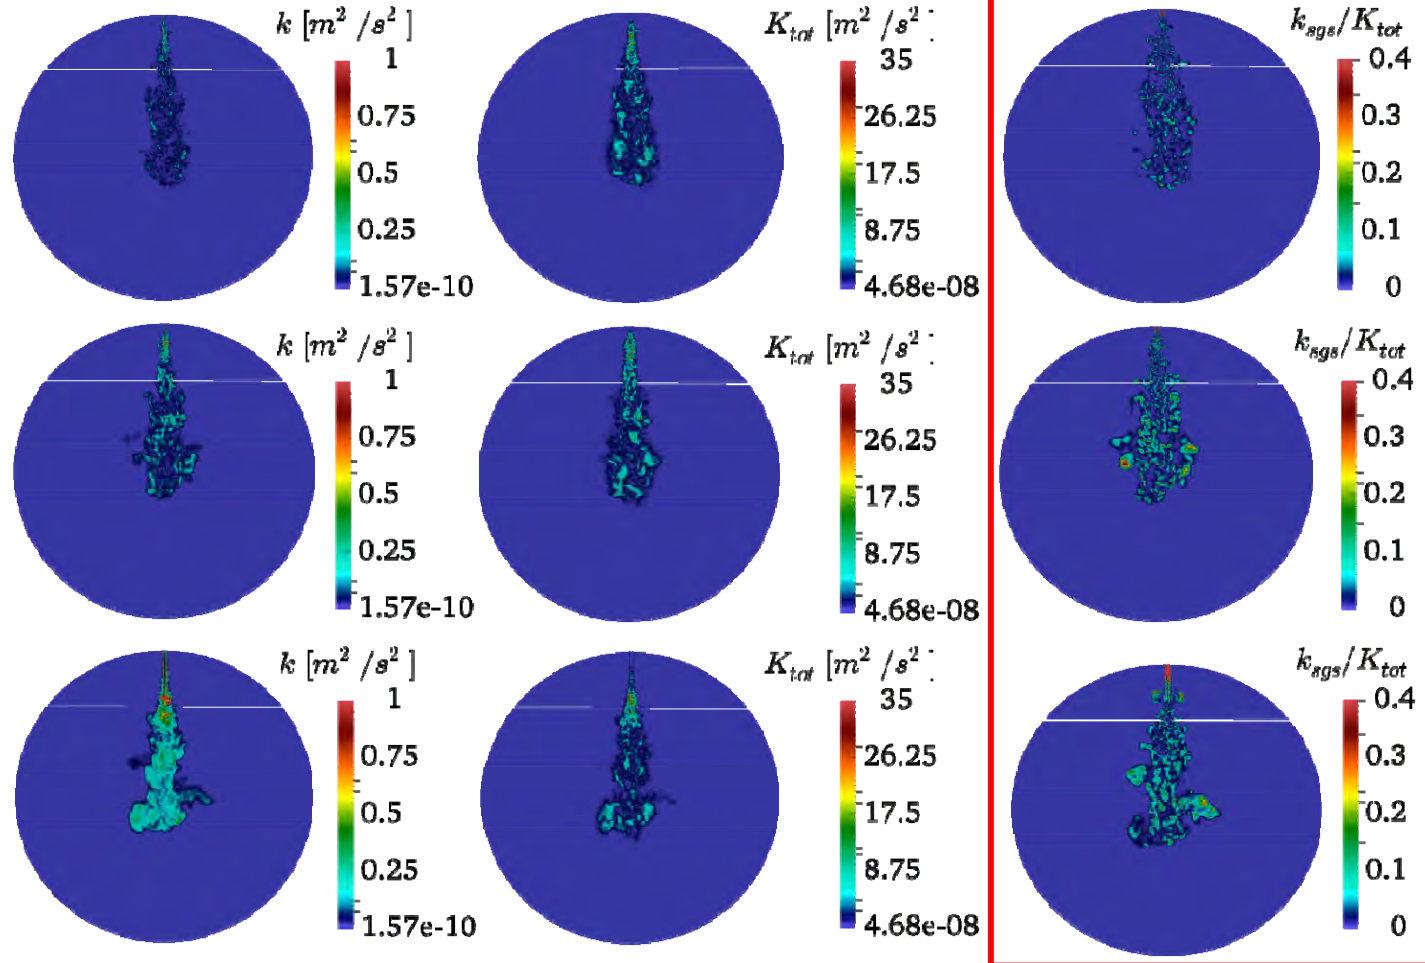 k [m² /s² ]
1
0.75
0.5
0.25
1.57e-10
K_tot [m² /s² ]
35
26.25
17.5
8.75
4.68e-08
k_sgs/K_tot
0.4
0.3
0.2
0.1
0
k [m² /s² ]
1
0.75
0.5
0.25
1.57e-10
K_tot [m² /s² ]
35
26.25
17.5
8.75
4.68e-08
k_sgs/K_tot
0.4
0.3
0.2
0.1
0
k [m² /s² ]
1
0.75
0.5
0.25
1.57e-10
K_tot [m² /s² ]
35
26.25
17.5
8.75
4.68e-08
k_sgs/K_tot
0.4
0.3
0.2
0.1
0